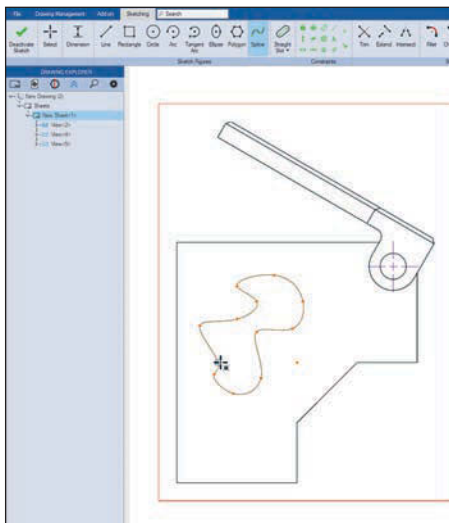 File Drawing Management Add-on Sketching Search
Deactivate Sketch Select Dimension Line Rectangle Circle Arc Tangent Arc Ellipse Polygon Spline Straight Slot Trim Extend Intersect Fillet
Sketch Figures Constraints
DRAWING EXPLORER
New Drawing (2)
Sheets
New Sheet<1>
View<2>
View<4>
View<5>